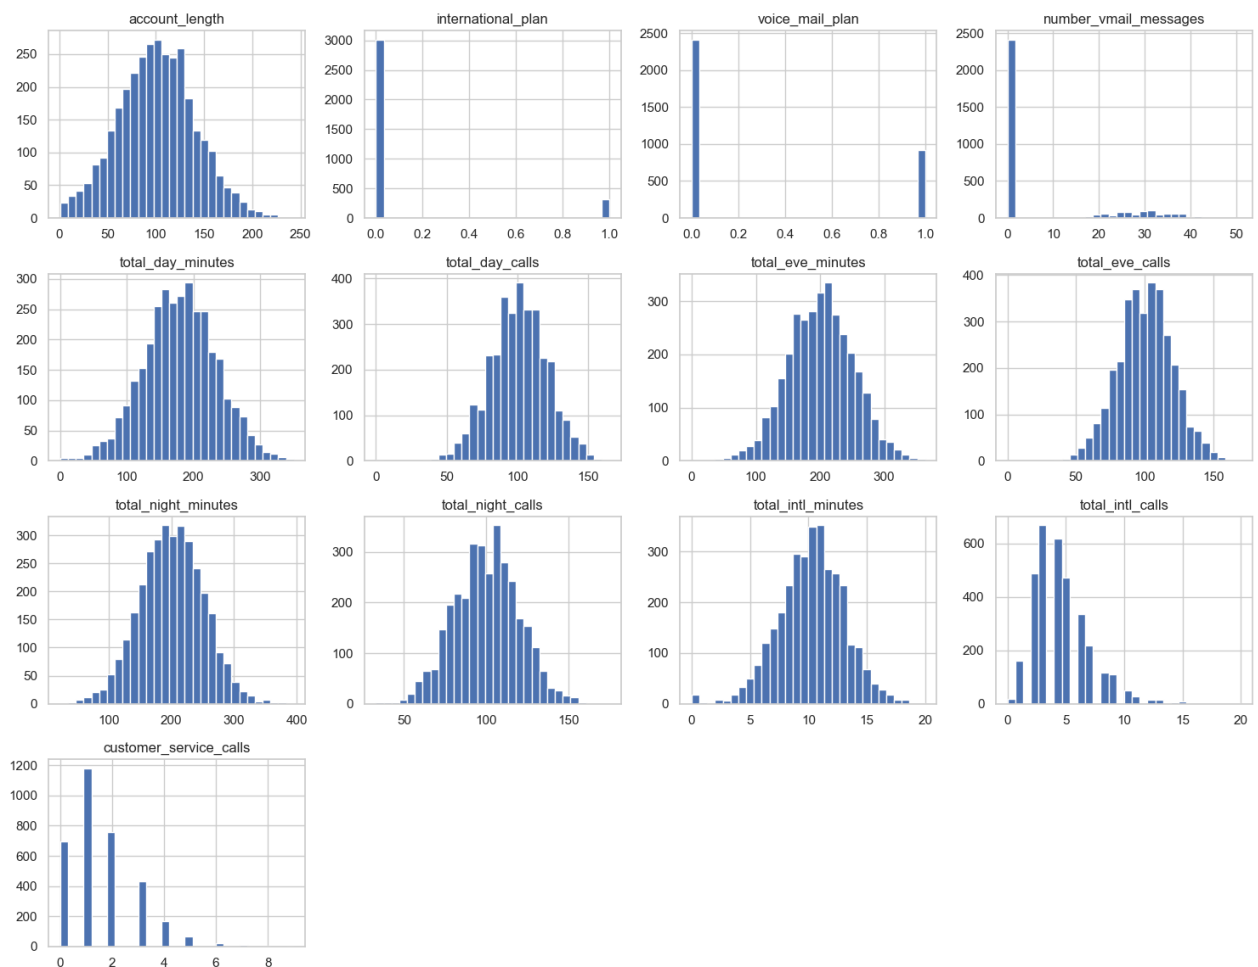 account_length
international_plan
voice_mail_plan
number_vmail_messages
250
200
150
100
50
0
0 50 100 150 200 250
3000
2500
2000
1500
1000
500
0
0.0 0.2 0.4 0.6 0.8 1.0
2500
2000
1500
1000
500
0
0.0 0.2 0.4 0.6 0.8 1.0
2500
2000
1500
1000
500
0
0 10 20 30 40 50
total_day_minutes
total_day_calls
total_eve_minutes
total_eve_calls
300
250
200
150
100
50
0
0 100 200 300
400
300
200
100
0
0 50 100 150
300
200
100
0
0 100 200 300
400
300
200
100
0
0 50 100 150
total_night_minutes
total_night_calls
total_intl_minutes
total_intl_calls
300
250
200
150
100
50
0
100 200 300 400
300
200
100
0
50 100 150
300
200
100
0
0 5 10 15 20
600
400
200
0
0 5 10 15 20
customer_service_calls
1200
1000
800
600
400
200
0
0 2 4 6 8